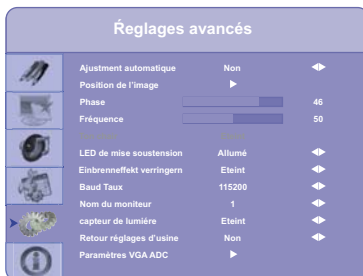 Ŕeglages avancés
Ajustment automatique Non
Position de l'image
Phase 46
Fréquence 50
LED de mise soustension Allumé
Einbrenneffekt verringern Eteint
Baud Taux 115200
Nom du moniteur 1
capteur de lumière Eteint
Retour réglages d'usine Non
Paramètres VGA ADC